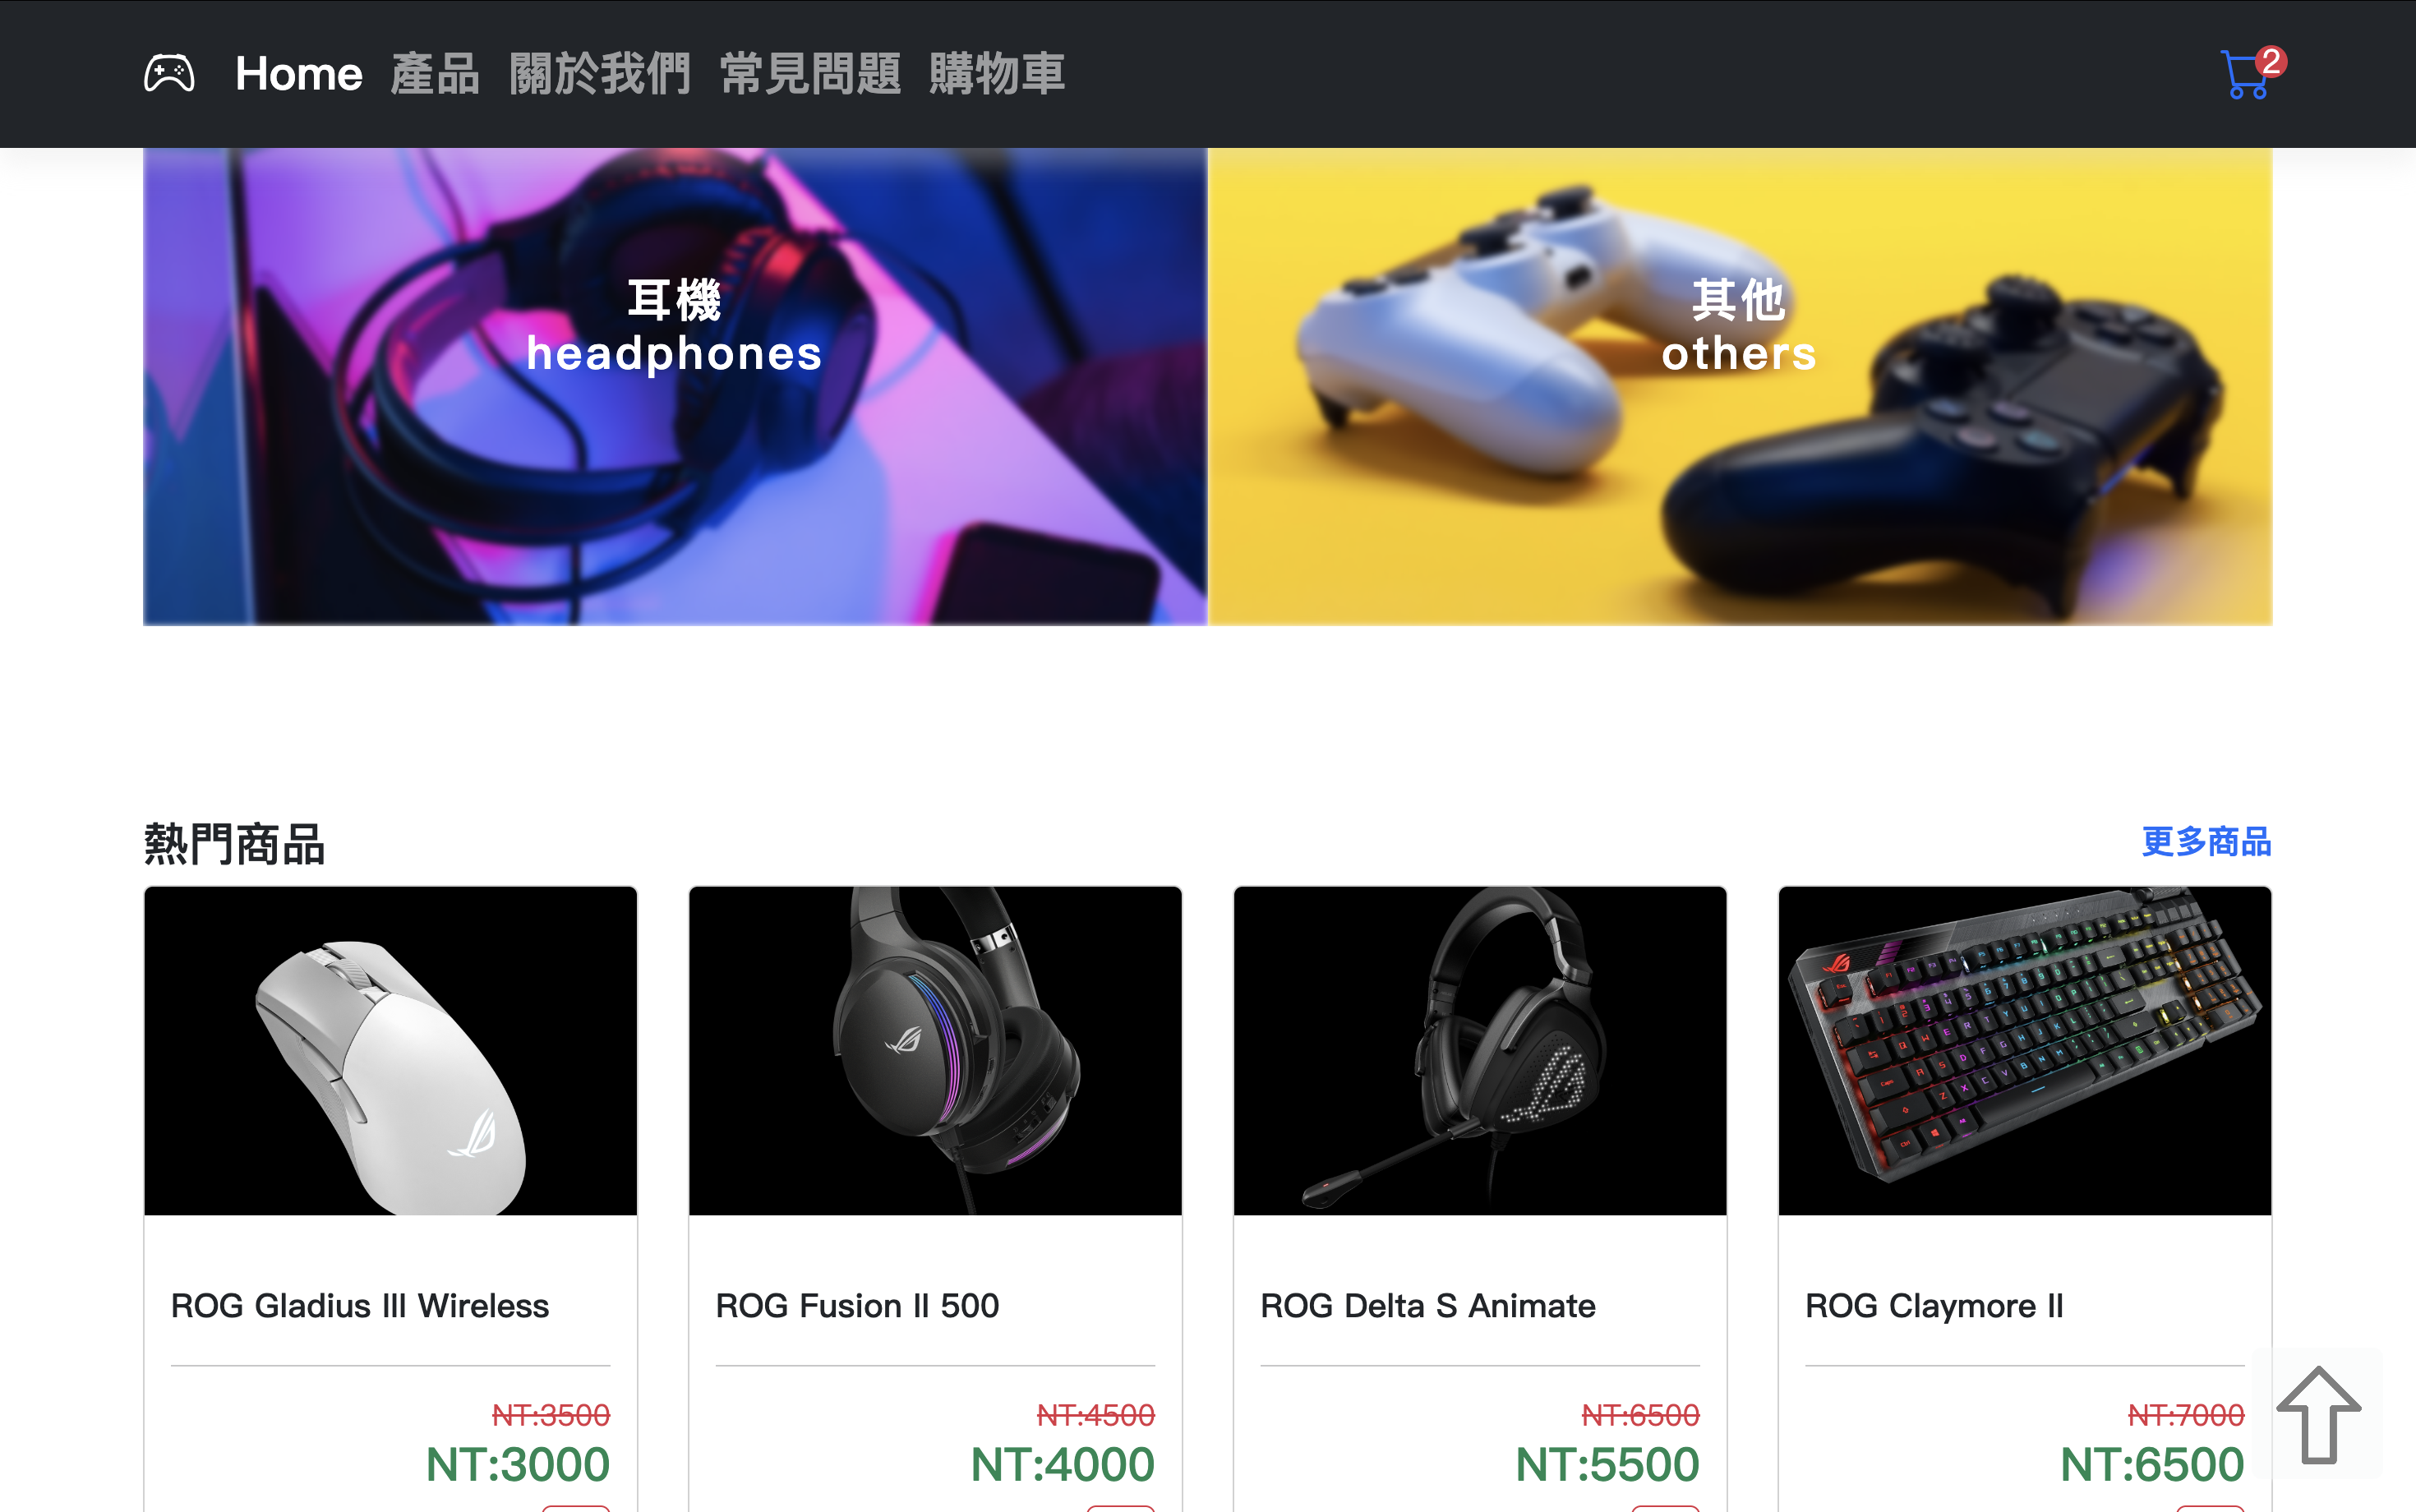 Home 產品 關於我們 常見問題 購物車
2
耳機
headphones
其他
others
熱門商品
更多商品
ROG Gladius III Wireless
NT:3500
NT:3000
ROG Fusion II 500
NT:4500
NT:4000
ROG Delta S Animate
NT:6500
NT:5500
ROG Claymore II
NT:7000
NT:6500